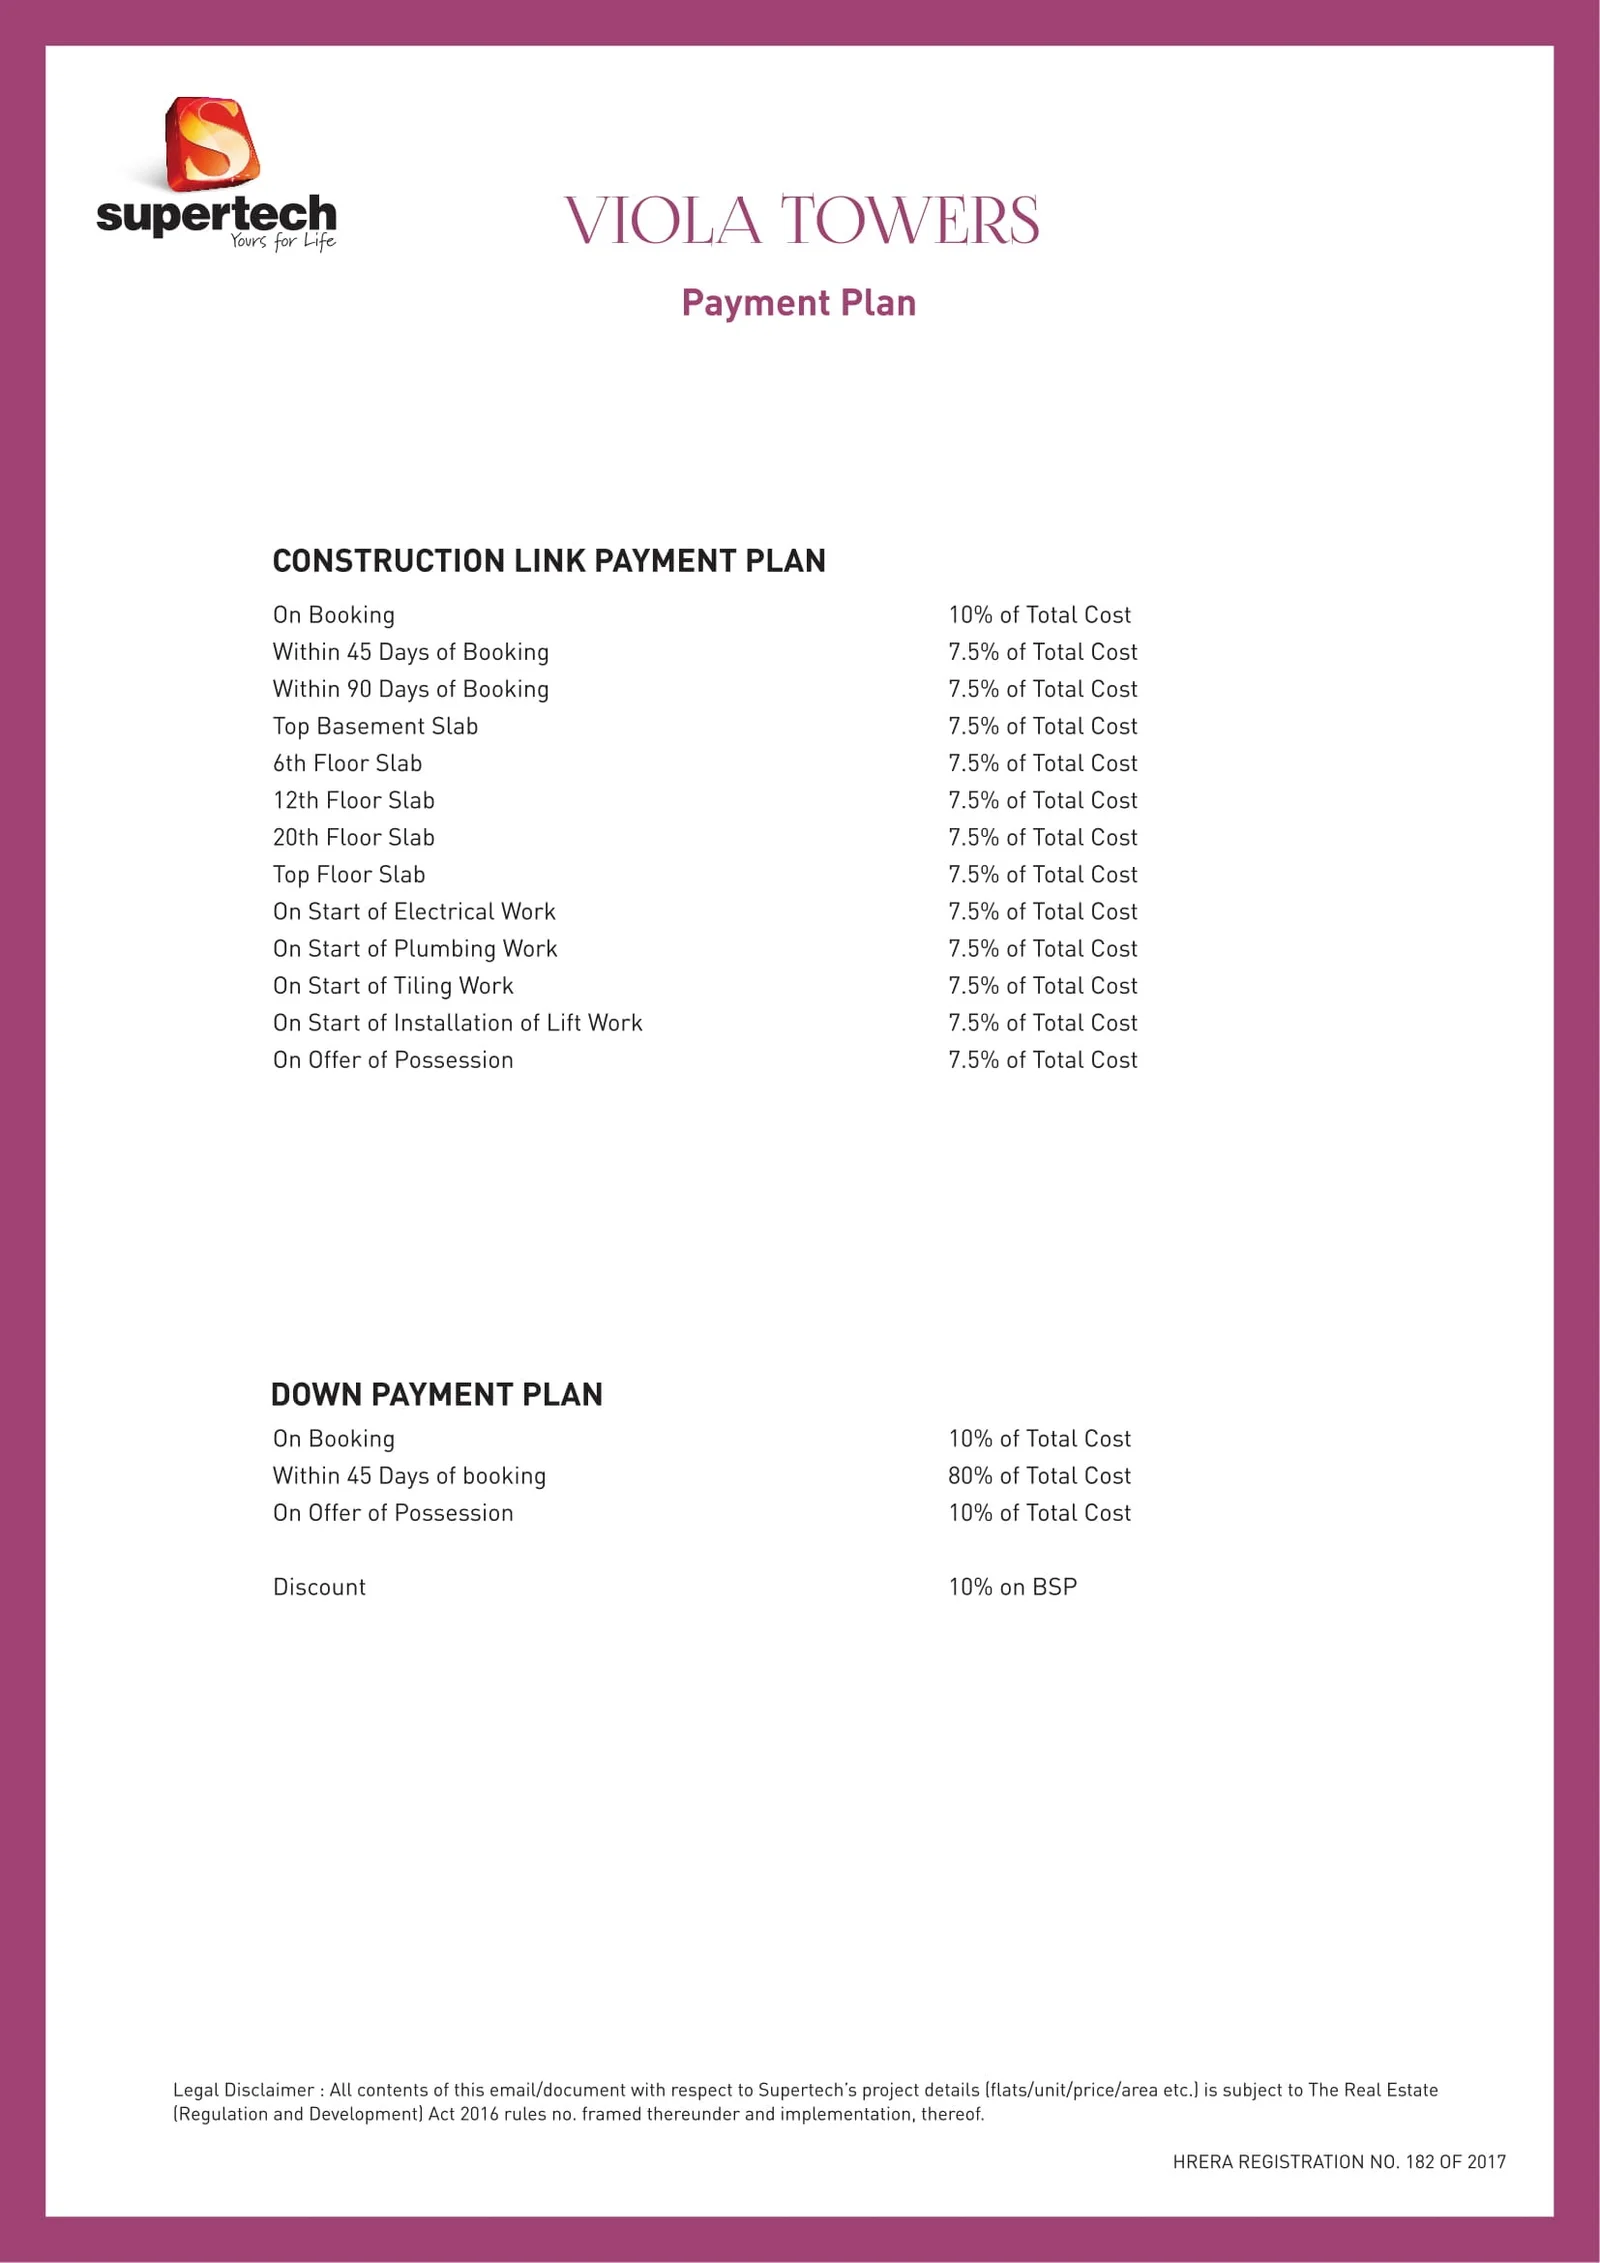 S
supertech
Yours for Life
VIOLA TOWERS
Payment Plan
CONSTRUCTION LINK PAYMENT PLAN
On Booking 10% of Total Cost
Within 45 Days of Booking 7.5% of Total Cost
Within 90 Days of Booking 7.5% of Total Cost
Top Basement Slab 7.5% of Total Cost
6th Floor Slab 7.5% of Total Cost
12th Floor Slab 7.5% of Total Cost
20th Floor Slab 7.5% of Total Cost
Top Floor Slab 7.5% of Total Cost
On Start of Electrical Work 7.5% of Total Cost
On Start of Plumbing Work 7.5% of Total Cost
On Start of Tiling Work 7.5% of Total Cost
On Start of Installation of Lift Work 7.5% of Total Cost
On Offer of Possession 7.5% of Total Cost
DOWN PAYMENT PLAN
On Booking 10% of Total Cost
Within 45 Days of booking 80% of Total Cost
On Offer of Possession 10% of Total Cost
Discount 10% on BSP
Legal Disclaimer : All contents of this email/document with respect to Supertech's project details (flats/unit/price/area etc.) is subject to The Real Estate
(Regulation and Development) Act 2016 rules no. framed thereunder and implementation, thereof.
HRERA REGISTRATION NO. 182 OF 2017